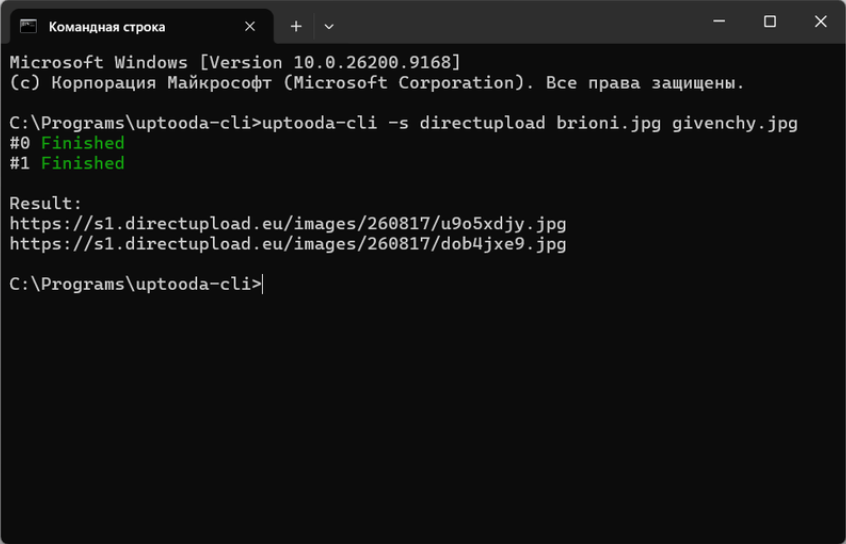 Командная строка
Microsoft Windows [Version 10.0.26200.9168]
(c) Корпорация Майкрософт (Microsoft Corporation). Все права защищены.
C:\Programs\uptooda-cli>uptooda-cli -s directupload brioni.jpg givenchy.jpg
#0 Finished
#1 Finished
Result:
https://s1.directupload.eu/images/260817/u9o5xdjy.jpg
https://s1.directupload.eu/images/260817/dob4jxe9.jpg
C:\Programs\uptooda-cli>